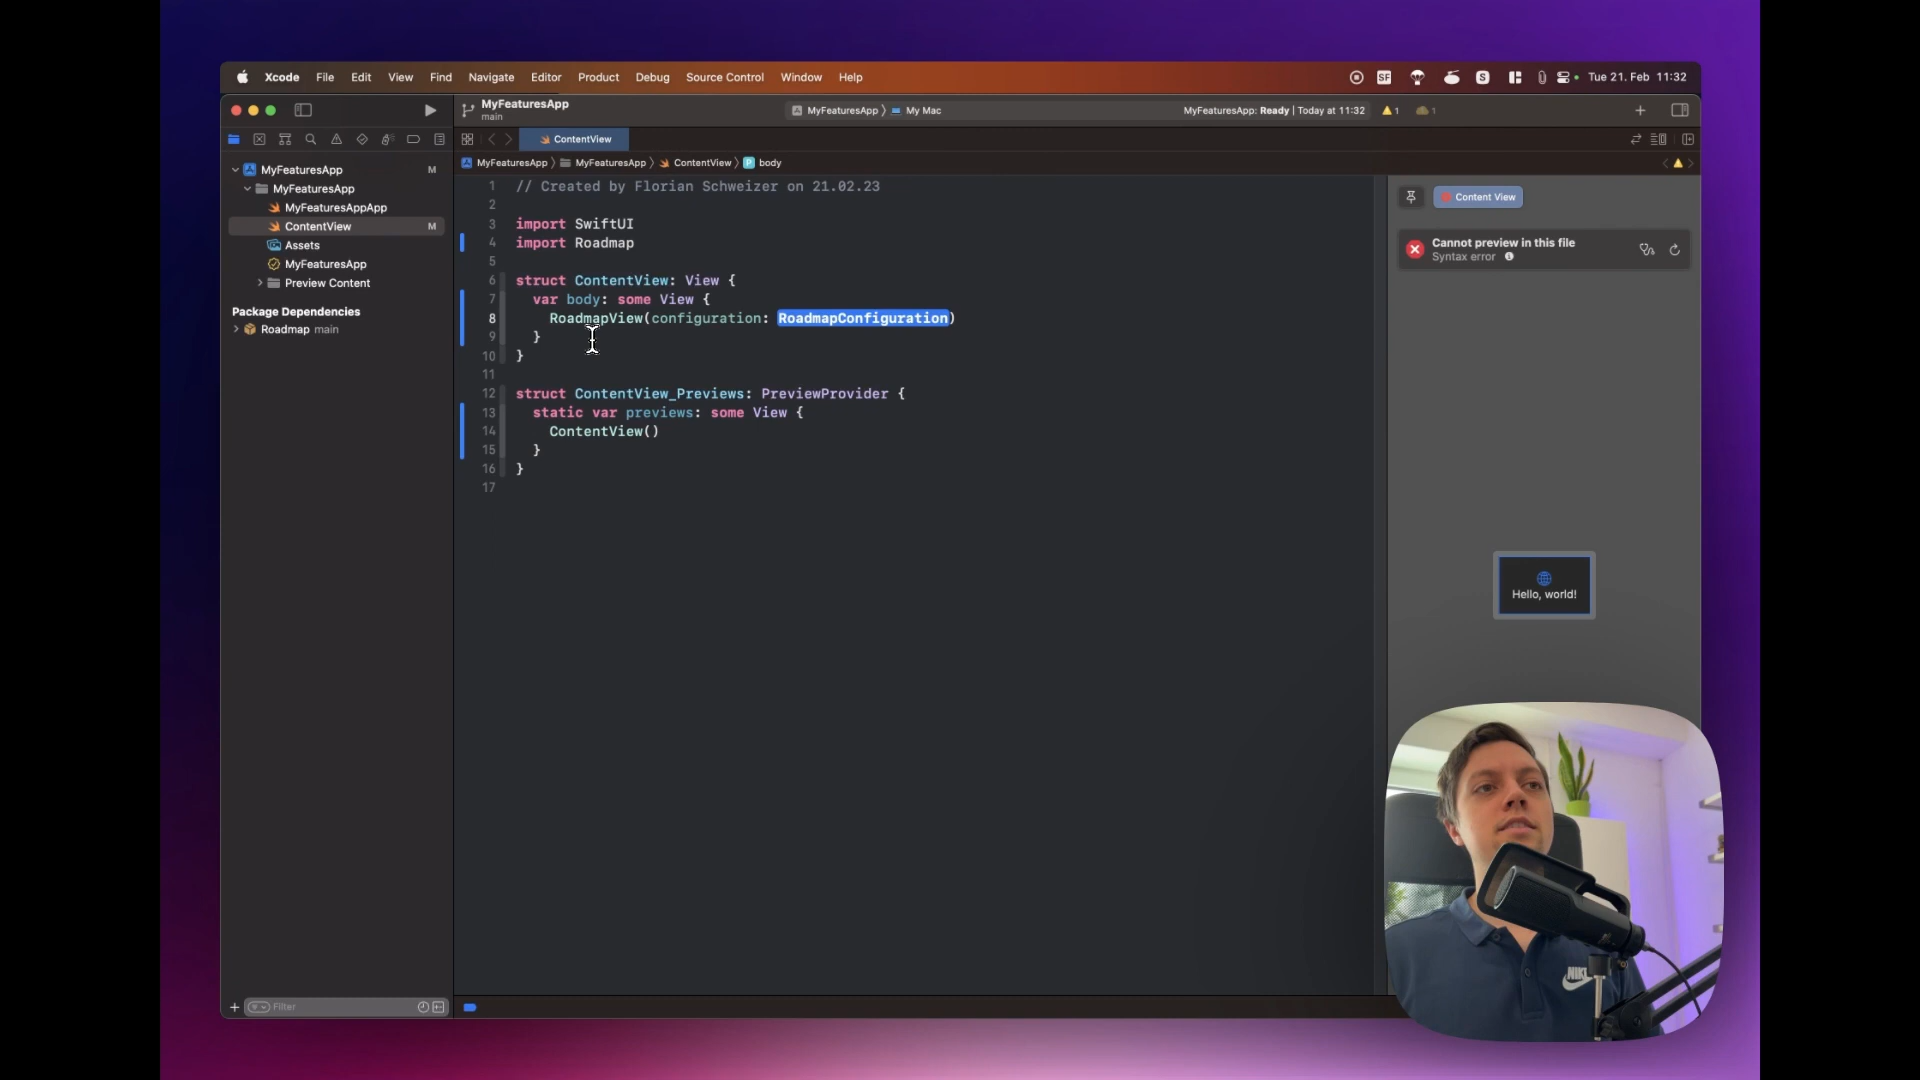 Xcode File Edit View Find Navigate Editor Product Debug Source Control Window Help
SF
S
Tue 21. Feb 11:32
MyFeaturesApp
main
MyFeaturesApp 〉 My Mac
MyFeaturesApp: Ready | Today at 11:32
1
1
ContentView
MyFeaturesApp 〉 MyFeaturesApp 〉 ContentView 〉 P body
MyFeaturesApp M
MyFeaturesApp
MyFeaturesAppApp
ContentView M
Assets
MyFeaturesApp
Preview Content
Package Dependencies
Roadmap main
Filter
1 // Created by Florian Schweizer on 21.02.23
2
3 import SwiftUI
4 import Roadmap
5
6 struct ContentView: View {
7 var body: some View {
8 RoadmapView(configuration: RoadmapConfiguration)
9 }
10 }
11
12 struct ContentView_Previews: PreviewProvider {
13 static var previews: some View {
14 ContentView()
15 }
16 }
17
Content View
Cannot preview in this file
Syntax error
Hello, world!
NIKE